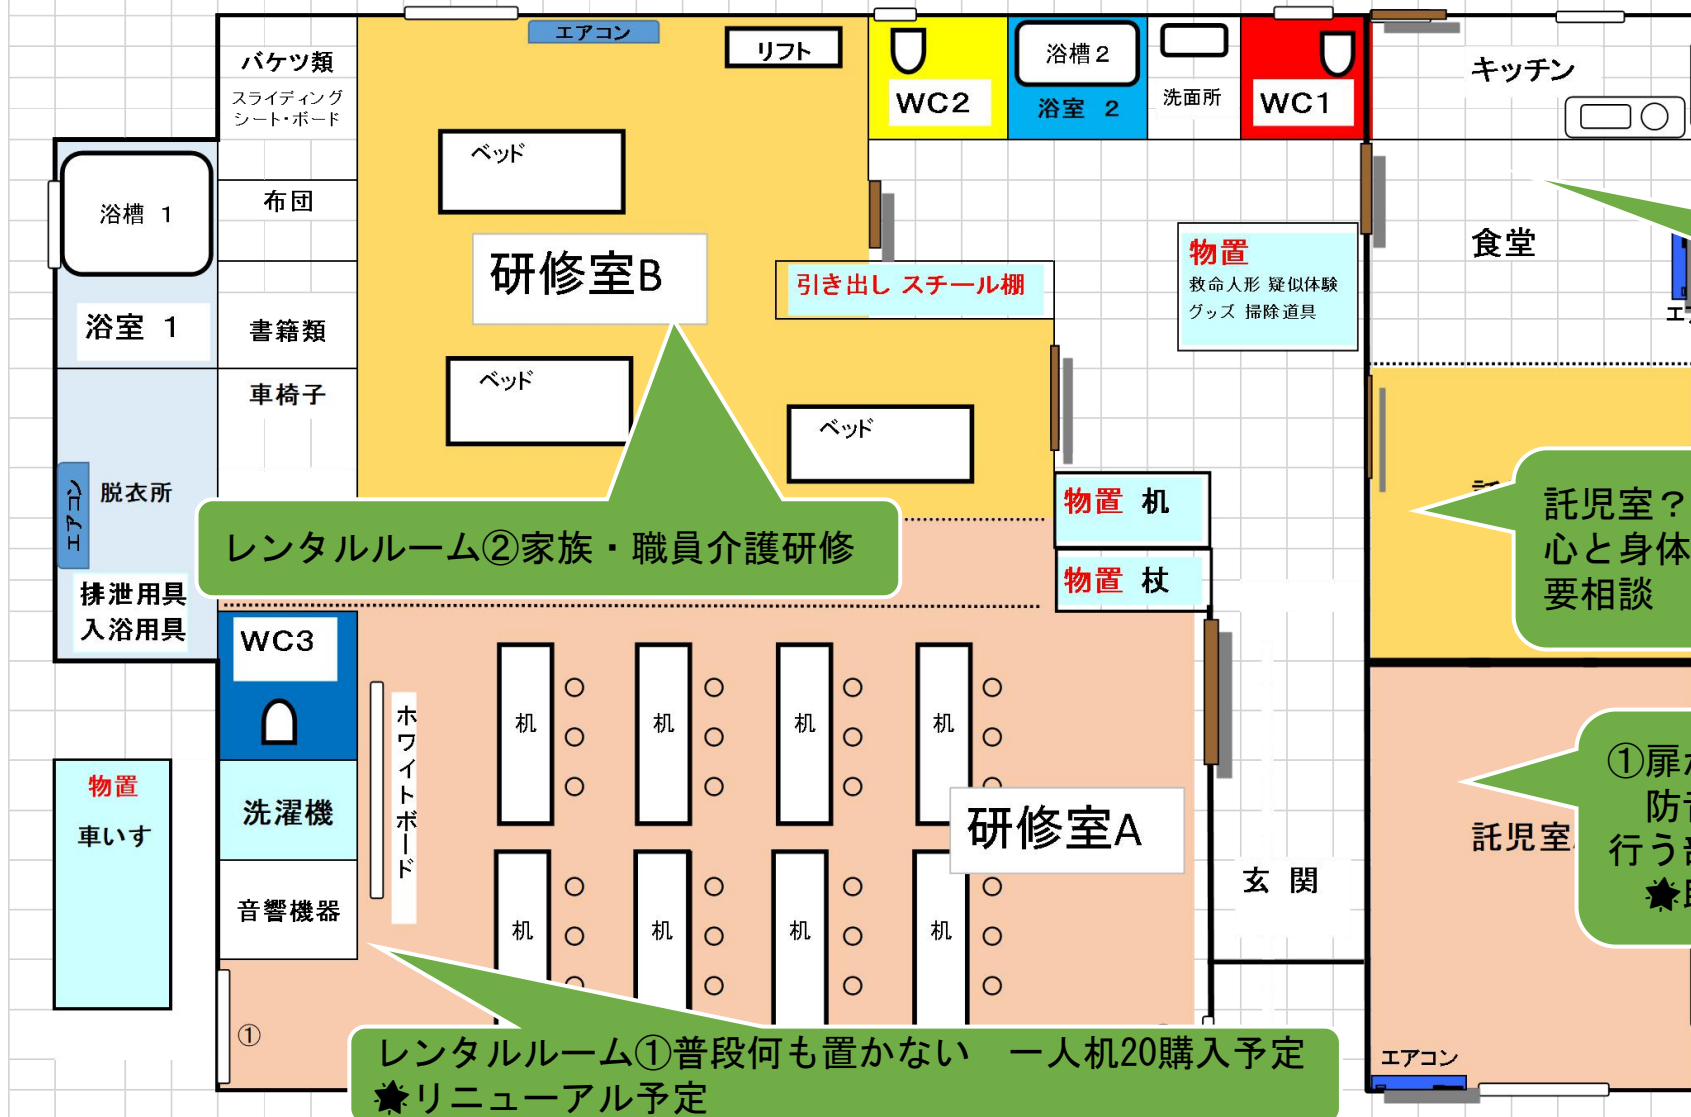 エアコン
リフト
バケツ類
スライディング
シート・ボード
WC2
浴槽２
浴室 2
洗面所
WC1
キッチン
ベッド
浴槽 1
布団
研修室B
引き出し スチール棚
物置
救命人形 疑似体験
グッズ 掃除道具
食堂
浴室 1
書籍類
車椅子
ベッド
ベッド
エアコン
脱衣所
物置 机
託児室？
心と身体
要相談
レンタルルーム②家族・職員介護研修
物置 杖
排泄用具
入浴用具
WC3
ホワイトボード
机
机
机
机
物置
車いす
洗濯機
研修室A
託児室
①扉
防音
行う
音響機器
机
机
机
机
玄 関
①
レンタルルーム①普段何も置かない　一人机20購入予定
★リニューアル予定
エアコン